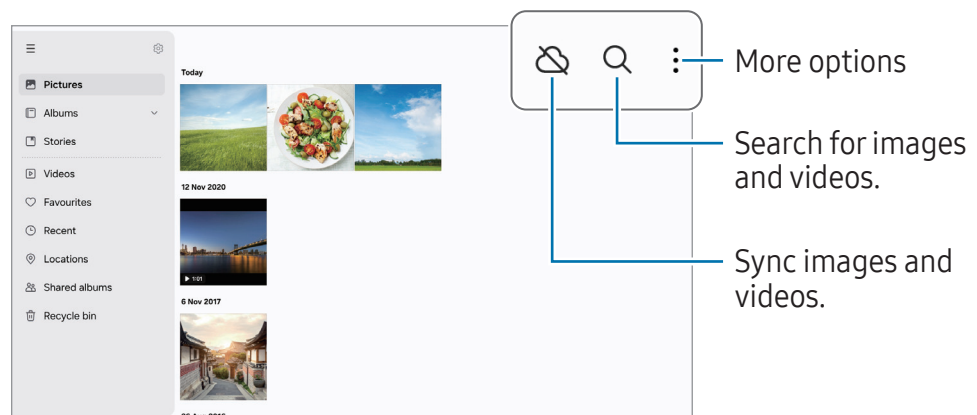 Pictures
Albums
Stories
Videos
Favourites
Recent
Locations
Shared albums
Recycle bin
Today
12 Nov 2020
1:01
6 Nov 2017
More options
Search for images
and videos.
Sync images and
videos.